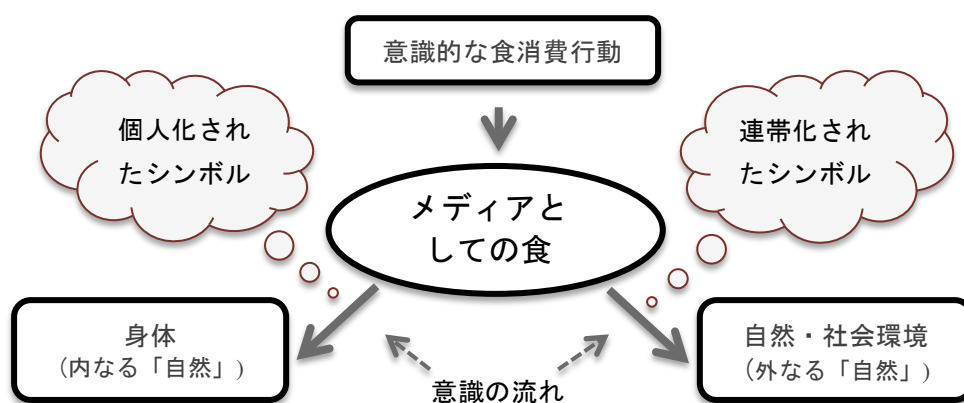 意識的な食消費行動
個人化され
たシンボル
連帯化され
たシンボル
メディアと
しての食
身体
(内なる「自然」)
自然・社会環境
(外なる「自然」)
意識の流れ